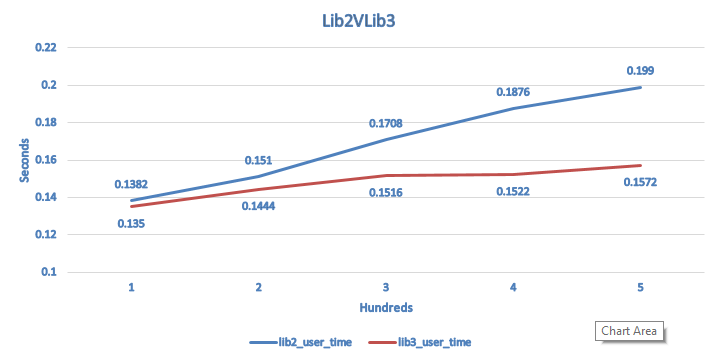 Lib2VLib3
0.22
0.2
0.18
0.16
0.14
0.12
0.1
Seconds
0.1382
0.151
0.1708
0.1876
0.199
0.135
0.1444
0.1516
0.1522
0.1572
1 2 3 4 5
Hundreds
Chart Area
lib2_user_time lib3_user_time